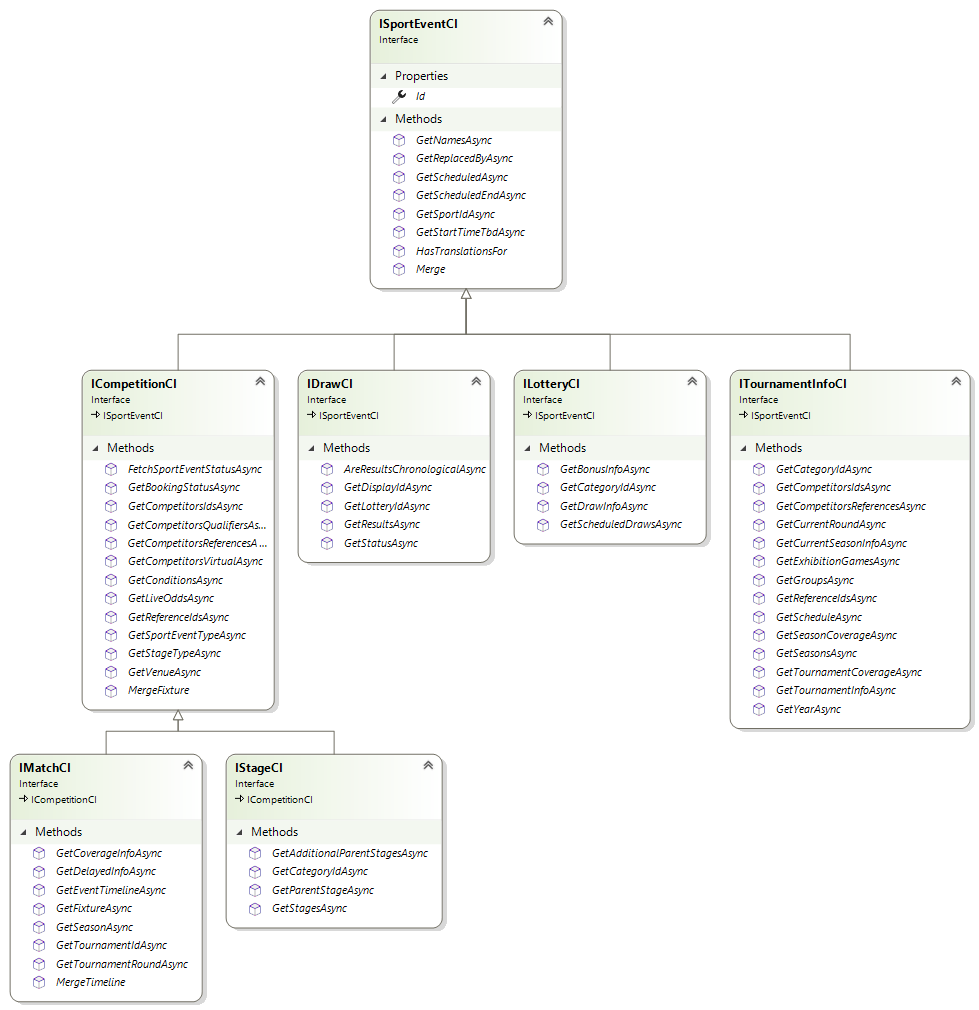 ISportEventCI
Interface
Properties
Id
Methods
GetNamesAsync
GetReplacedByAsync
GetScheduledAsync
GetScheduledEndAsync
GetSportIdAsync
GetStartTimeTbdAsync
HasTranslationsFor
Merge
ICompetitionCI
Interface
ISportEventCI
Methods
FetchSportEventStatusAsync
GetBookingStatusAsync
GetCompetitorsIdsAsync
GetCompetitorsQualifiersAs...
GetCompetitorsReferencesA...
GetCompetitorsVirtualAsync
GetConditionsAsync
GetLiveOddsAsync
GetReferenceIdsAsync
GetSportEventTypeAsync
GetStageTypeAsync
GetVenueAsync
MergeFixture
IDrawCI
Interface
ISportEventCI
Methods
AreResultsChronologicalAsync
GetDisplayIdAsync
GetLotteryIdAsync
GetResultsAsync
GetStatusAsync
ILotteryCI
Interface
ISportEventCI
Methods
GetBonusInfoAsync
GetCategoryIdAsync
GetDrawInfoAsync
GetScheduledDrawsAsync
ITournamentInfoCI
Interface
ISportEventCI
Methods
GetCategoryIdAsync
GetCompetitorsIdsAsync
GetCompetitorsReferencesAsync
GetCurrentRoundAsync
GetCurrentSeasonInfoAsync
GetExhibitionGamesAsync
GetGroupsAsync
GetReferenceIdsAsync
GetScheduleAsync
GetSeasonCoverageAsync
GetSeasonsAsync
GetTournamentCoverageAsync
GetTournamentInfoAsync
GetYearAsync
IMatchCI
Interface
ICompetitionCI
Methods
GetCoverageInfoAsync
GetDelayedInfoAsync
GetEventTimelineAsync
GetFixtureAsync
GetSeasonAsync
GetTournamentIdAsync
GetTournamentRoundAsync
MergeTimeline
IStageCI
Interface
ICompetitionCI
Methods
GetAdditionalParentStagesAsync
GetCategoryIdAsync
GetParentStageAsync
GetStagesAsync